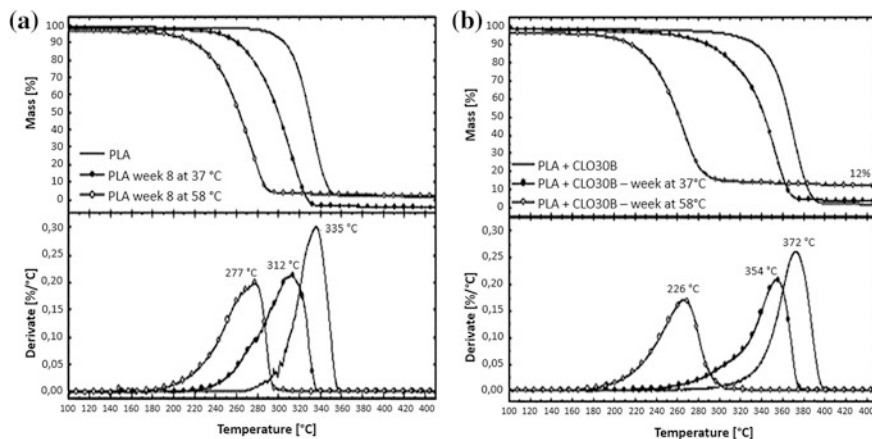 (a)
Mass [%]
100
90
80
70
60
50
40
30
20
10
0
PLA
PLA week 8 at 37 °C
PLA week 8 at 58 °C
Derivate [%/°C]
0,30
0,25
0,20
0,15
0,10
0,05
0,00
277 °C
312 °C
335 °C
100 120 140 160 180 200 220 240 260 280 300 320 340 360 380 400 420 440
Temperature [°C]
(b)
Mass [%]
100
90
80
70
60
50
40
30
20
10
0
PLA + CLO30B
PLA + CLO30B – week at 37°C
PLA + CLO30B – week at 58°C
12%
Derivate [%/°C]
0,30
0,25
0,20
0,15
0,10
0,05
0,00
226 °C
354 °C
372 °C
100 120 140 160 180 200 220 240 260 280 300 320 340 360 380 400 420 440
Temperature [°C]